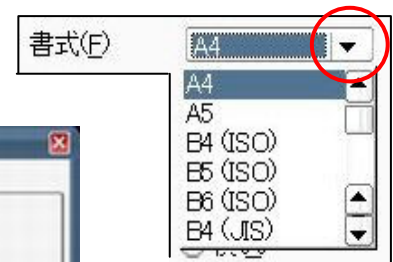 書式(F) A4
A4
A5
B4 (ISO)
B5 (ISO)
B6 (ISO)
B4 (JIS)